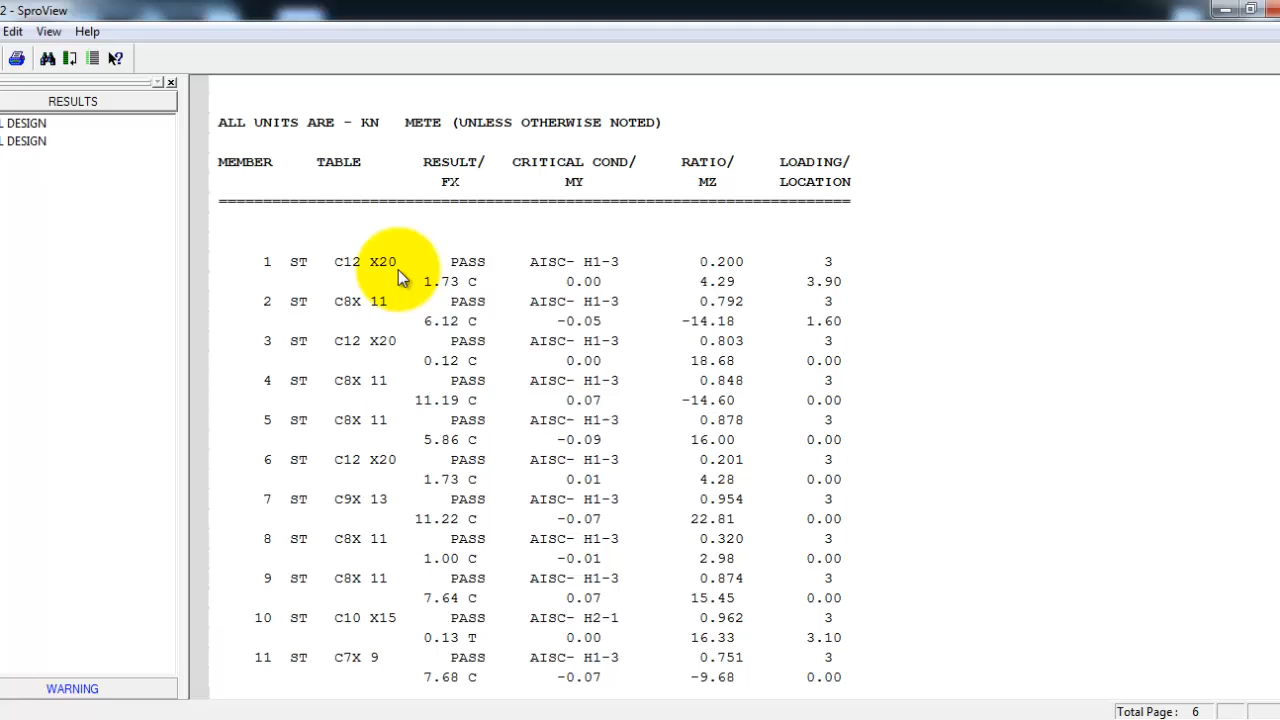 2 - SproView
Edit View Help
RESULTS
L DESIGN
L DESIGN
WARNING
ALL UNITS ARE - KN METE (UNLESS OTHERWISE NOTED)
MEMBER TABLE RESULT/ CRITICAL COND/ RATIO/ LOADING/
FX MY MZ LOCATION
=======================================================================
1 ST C12 X20 PASS AISC- H1-3 0.200 3
1.73 C 0.00 4.29 3.90
2 ST C8X 11 PASS AISC- H1-3 0.792 3
6.12 C -0.05 -14.18 1.60
3 ST C12 X20 PASS AISC- H1-3 0.803 3
0.12 C 0.00 18.68 0.00
4 ST C8X 11 PASS AISC- H1-3 0.848 3
11.19 C 0.07 -14.60 0.00
5 ST C8X 11 PASS AISC- H1-3 0.878 3
5.86 C -0.09 16.00 0.00
6 ST C12 X20 PASS AISC- H1-3 0.201 3
1.73 C 0.01 4.28 0.00
7 ST C9X 13 PASS AISC- H1-3 0.954 3
11.22 C -0.07 22.81 0.00
8 ST C8X 11 PASS AISC- H1-3 0.320 3
1.00 C -0.01 2.98 0.00
9 ST C8X 11 PASS AISC- H1-3 0.874 3
7.64 C 0.07 15.45 0.00
10 ST C10 X15 PASS AISC- H2-1 0.962 3
0.13 T 0.00 16.33 3.10
11 ST C7X 9 PASS AISC- H1-3 0.751 3
7.68 C -0.07 -9.68 0.00
Total Page : 6